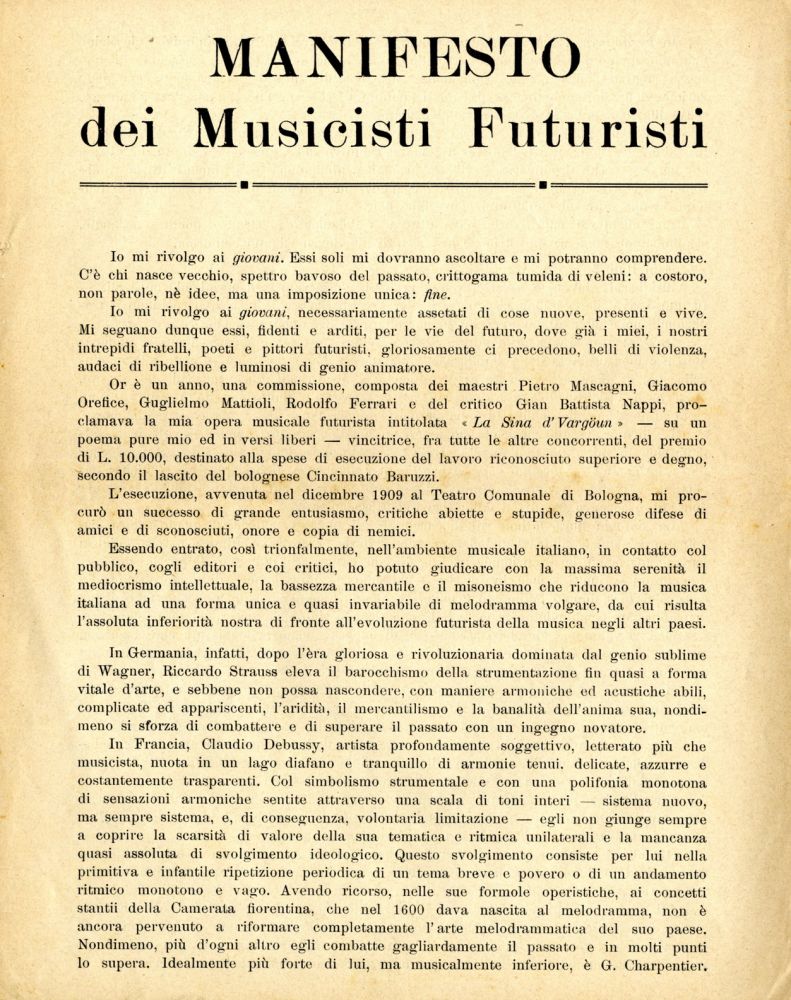 MANIFESTO
dei Musicisti Futuristi
Io mi rivolgo ai giovani. Essi soli mi dovranno ascoltare e mi potranno comprendere.
C'è chi nasce vecchio, spettro bavoso del passato, crittogama tumida di veleni: a costoro,
non parole, nè idee, ma una imposizione unica: fine.
Io mi rivolgo ai giovani, necessariamente assetati di cose nuove, presenti e vive.
Mi seguano dunque essi, fidenti e arditi, per le vie del futuro, dove già i miei, i nostri
intrepidi fratelli, poeti e pittori futuristi, gloriosamente ci precedono, belli di violenza,
audaci di ribellione e luminosi di genio animatore.
Or è un anno, una commissione, composta dei maestri Pietro Mascagni, Giacomo
Orefice, Guglielmo Mattioli, Rodolfo Ferrari e del critico Gian Battista Nappi, pro-
clamava la mia opera musicale futurista intitolata « La Sina d'Vargöun » — su un
poema pure mio ed in versi liberi — vincitrice, fra tutte le altre concorrenti, del premio
di L. 10.000, destinato alla spese di esecuzione del lavoro riconosciuto superiore e degno,
secondo il lascito del bolognese Cincinnato Baruzzi.
L'esecuzione, avvenuta nel dicembre 1909 al Teatro Comunale di Bologna, mi pro-
curò un successo di grande entusiasmo, critiche abiette e stupide, generose difese di
amici e di sconosciuti, onore e copia di nemici.
Essendo entrato, così trionfalmente, nell'ambiente musicale italiano, in contatto col
pubblico, cogli editori e coi critici, ho potuto giudicare con la massima serenità il
mediocrismo intellettuale, la bassezza mercantile e il misoneismo che riducono la musica
italiana ad una forma unica e quasi invariabile di melodramma volgare, da cui risulta
l'assoluta inferiorità nostra di fronte all'evoluzione futurista della musica negli altri paesi.
In Germania, infatti, dopo l'èra gloriosa e rivoluzionaria dominata dal genio sublime
di Wagner, Riccardo Strauss eleva il barocchismo della strumentazione fin quasi a forma
vitale d'arte, e sebbene non possa nascondere, con maniere armoniche ed acustiche abili,
complicate ed appariscenti, l'aridità, il mercantilismo e la banalità dell'anima sua, nondi-
meno si sforza di combattere e di superare il passato con un ingegno novatore.
In Francia, Claudio Debussy, artista profondamente soggettivo, letterato più che
musicista, nuota in un lago diafano e tranquillo di armonie tenui, delicate, azzurre e
costantemente trasparenti. Col simbolismo strumentale e con una polifonia monotona
di sensazioni armoniche sentite attraverso una scala di toni interi — sistema nuovo,
ma sempre sistema, e, di conseguenza, volontaria limitazione — egli non giunge sempre
a coprire la scarsità di valore della sua tematica e ritmica unilaterali e la mancanza
quasi assoluta di svolgimento ideologico. Questo svolgimento consiste per lui nella
primitiva e infantile ripetizione periodica di un tema breve e povero o di un andamento
ritmico monotono e vago. Avendo ricorso, nelle sue formole operistiche, ai concetti
stantii della Camerata fiorentina, che nel 1600 dava nascita al melodramma, non è
ancora pervenuto a riformare completamente l'arte melodrammatica del suo paese.
Nondimeno, più d'ogni altro egli combatte gagliardamente il passato e in molti punti
lo supera. Idealmente più forte di lui, ma musicalmente inferiore, è G. Charpentier.